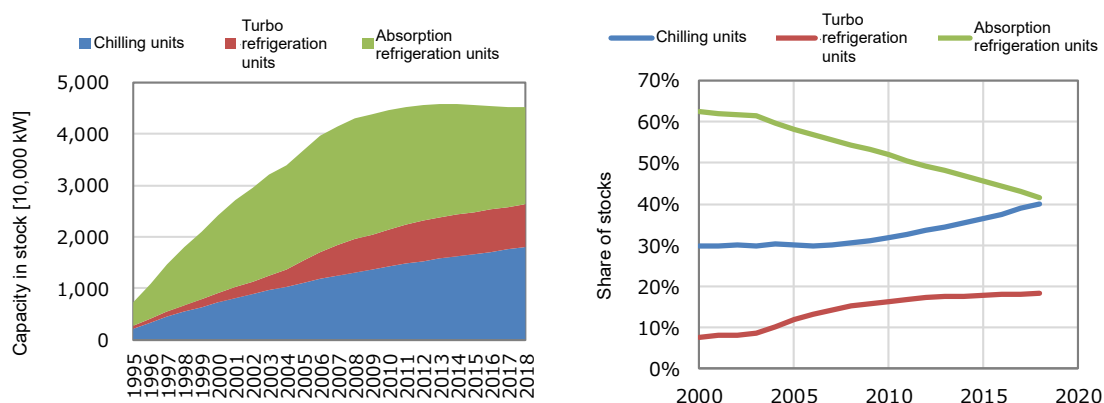 Chilling units
Turbo
refrigeration
units
Absorption
refrigeration units
Capacity in stock [10,000 kW]
5,000
4,000
3,000
2,000
1,000
0
1995
1996
1997
1998
1999
2000
2001
2002
2003
2004
2005
2006
2007
2008
2009
2010
2011
2012
2013
2014
2015
2016
2017
2018
Chilling units
Turbo
refrigeration
units
Absorption
refrigeration units
Share of stocks
70%
60%
50%
40%
30%
20%
10%
0%
2000 2005 2010 2015 2020